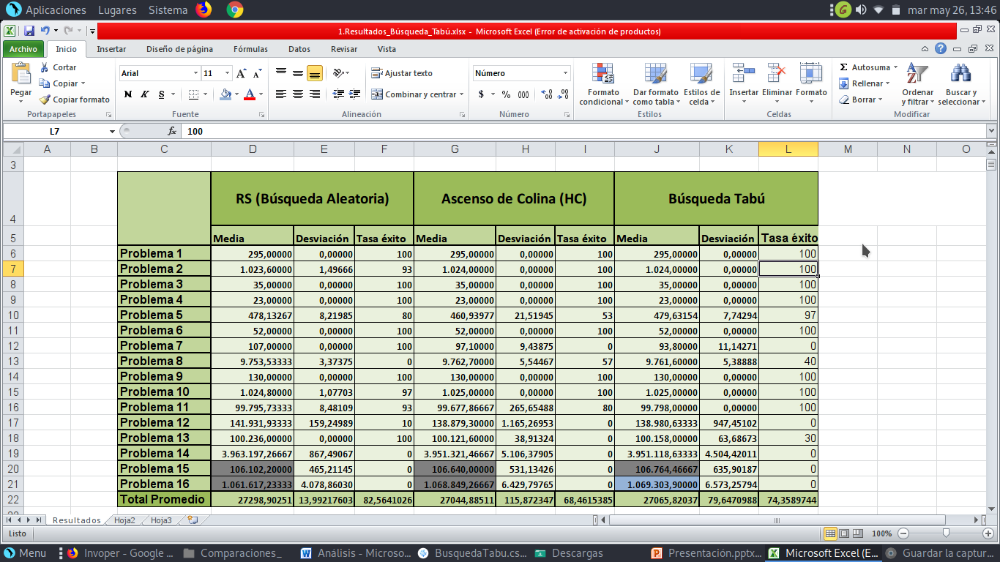 Aplicaciones Lugares Sistema mar may 26, 13:46
1.Resultados_Búsqueda_Tabú.xlsx - Microsoft Excel (Error de activación de productos)
Archivo Inicio Insertar Diseño de página Fórmulas Datos Revisar Vista
Pegar Cortar Copiar Copiar formato Portapapeles
Arial 11 N K S Fuente
Ajustar texto Combinar y centrar Alineación
Número $ % 000 Número
Formato condicional Dar formato como tabla Estilos de celda Estilos
Insertar Eliminar Formato Celdas
Σ Autosuma Rellenar Borrar Ordenar y filtrar Buscar y seleccionar Modificar
L7 fx 100
A B C D E F G H I J K L M N O
3
4 RS (Búsqueda Aleatoria) Ascenso de Colina (HC) Búsqueda Tabú
5 Media Desviación Tasa éxito Media Desviación Tasa éxito Media Desviación Tasa éxito
6 Problema 1 295,00000 0,00000 100 295,00000 0,00000 100 295,00000 0,00000 100
7 Problema 2 1.023,60000 1,49666 93 1.024,00000 0,00000 100 1.024,00000 0,00000 100
8 Problema 3 35,00000 0,00000 100 35,00000 0,00000 100 35,00000 0,00000 100
9 Problema 4 23,00000 0,00000 100 23,00000 0,00000 100 23,00000 0,00000 100
10 Problema 5 478,13267 8,21985 80 460,93977 21,51945 53 479,63154 7,74294 97
11 Problema 6 52,00000 0,00000 100 52,00000 0,00000 100 52,00000 0,00000 100
12 Problema 7 107,00000 0,00000 100 97,10000 9,43875 0 93,80000 11,14271 0
13 Problema 8 9.753,53333 3,37375 0 9.762,70000 5,54467 57 9.761,60000 5,38888 40
14 Problema 9 130,00000 0,00000 100 130,00000 0,00000 100 130,00000 0,00000 100
15 Problema 10 1.024,80000 1,07703 97 1.025,00000 0,00000 100 1.025,00000 0,00000 100
16 Problema 11 99.795,73333 8,48109 93 99.677,86667 265,65488 80 99.798,00000 0,00000 100
17 Problema 12 141.931,93333 159,24989 10 138.879,30000 1.165,26953 0 138.980,63333 947,45102 0
18 Problema 13 100.236,00000 0,00000 100 100.121,60000 38,91324 0 100.158,00000 63,68673 30
19 Problema 14 3.963.197,26667 867,49067 0 3.951.321,46667 5.106,37905 0 3.951.118,63333 4.504,42011 0
20 Problema 15 106.102,20000 465,21145 0 106.640,00000 531,13426 0 106.764,46667 635,90187 0
21 Problema 16 1.061.617,23333 4.078,86030 0 1.068.849,26667 6.429,79765 0 1.069.303,90000 6.573,25794 0
22 Total Promedio 27298,90251 13,99217603 82,5641026 27044,88511 115,872347 68,4615385 27065,82037 79,6470988 74,3589744
Resultados Hoja2 Hoja3
Listo 100%
Menu Invoper - Google ... Comparaciones_ Análisis - Microso... BusquedaTabu.cs... Descargas Presentación.pptx... Microsoft Excel (E... Guardar la captur...